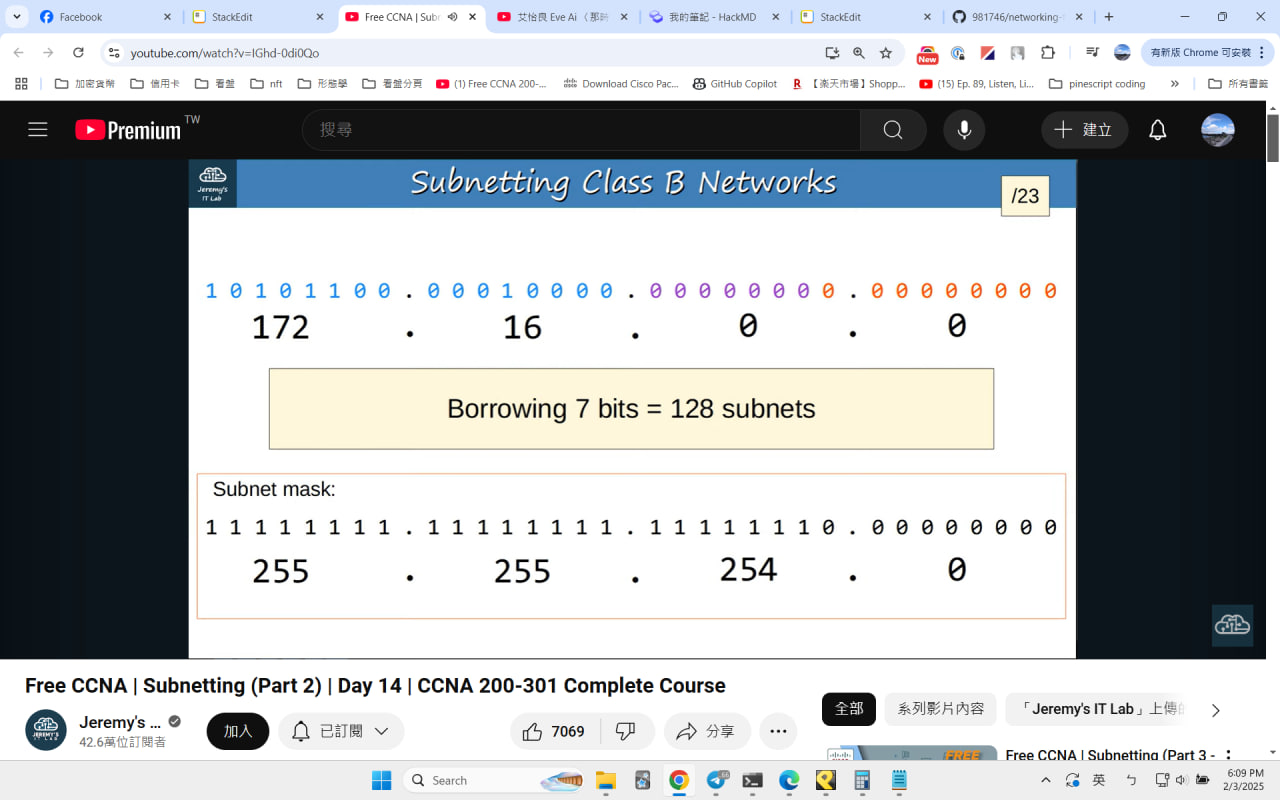 Facebook
StackEdit
Free CCNA | Subn
艾怡良 Eve Ai 〈 那時
我的筆記 - HackMD
StackEdit
981746/networking-
youtube.com/watch?v=IGhd-0di0Qo
New
有新版 Chrome 可安裝
加密貨幣
信用卡
看盤
nft
形態學
看盤分頁
(1) Free CCNA 200-...
Download Cisco Pac...
GitHub Copilot
R 【楽天市場】Shopp...
(15) Ep. 89, Listen, Li...
pinescript coding
»
所有書籤
Premium TW
搜尋
建立
Jeremy's
IT Lab
Subnetting Class B Networks
/23
1 0 1 0 1 1 0 0 . 0 0 0 1 0 0 0 0 . 0 0 0 0 0 0 0 0 . 0 0 0 0 0 0 0 0
172 . 16 . 0 . 0
Borrowing 7 bits = 128 subnets
Subnet mask:
1 1 1 1 1 1 1 1 . 1 1 1 1 1 1 1 1 . 1 1 1 1 1 1 1 0 . 0 0 0 0 0 0 0 0
255 . 255 . 254 . 0
Free CCNA | Subnetting (Part 2) | Day 14 | CCNA 200-301 Complete Course
Jeremy's ...
42.6萬位訂閱者
加入
已訂閱
7069
分享
全部
系列影片內容
「Jeremy's IT Lab」上傳的
FREE
Free CCNA | Subnetting (Part 3 -
Search
英
ㄅ
6:09 PM
2/3/2025